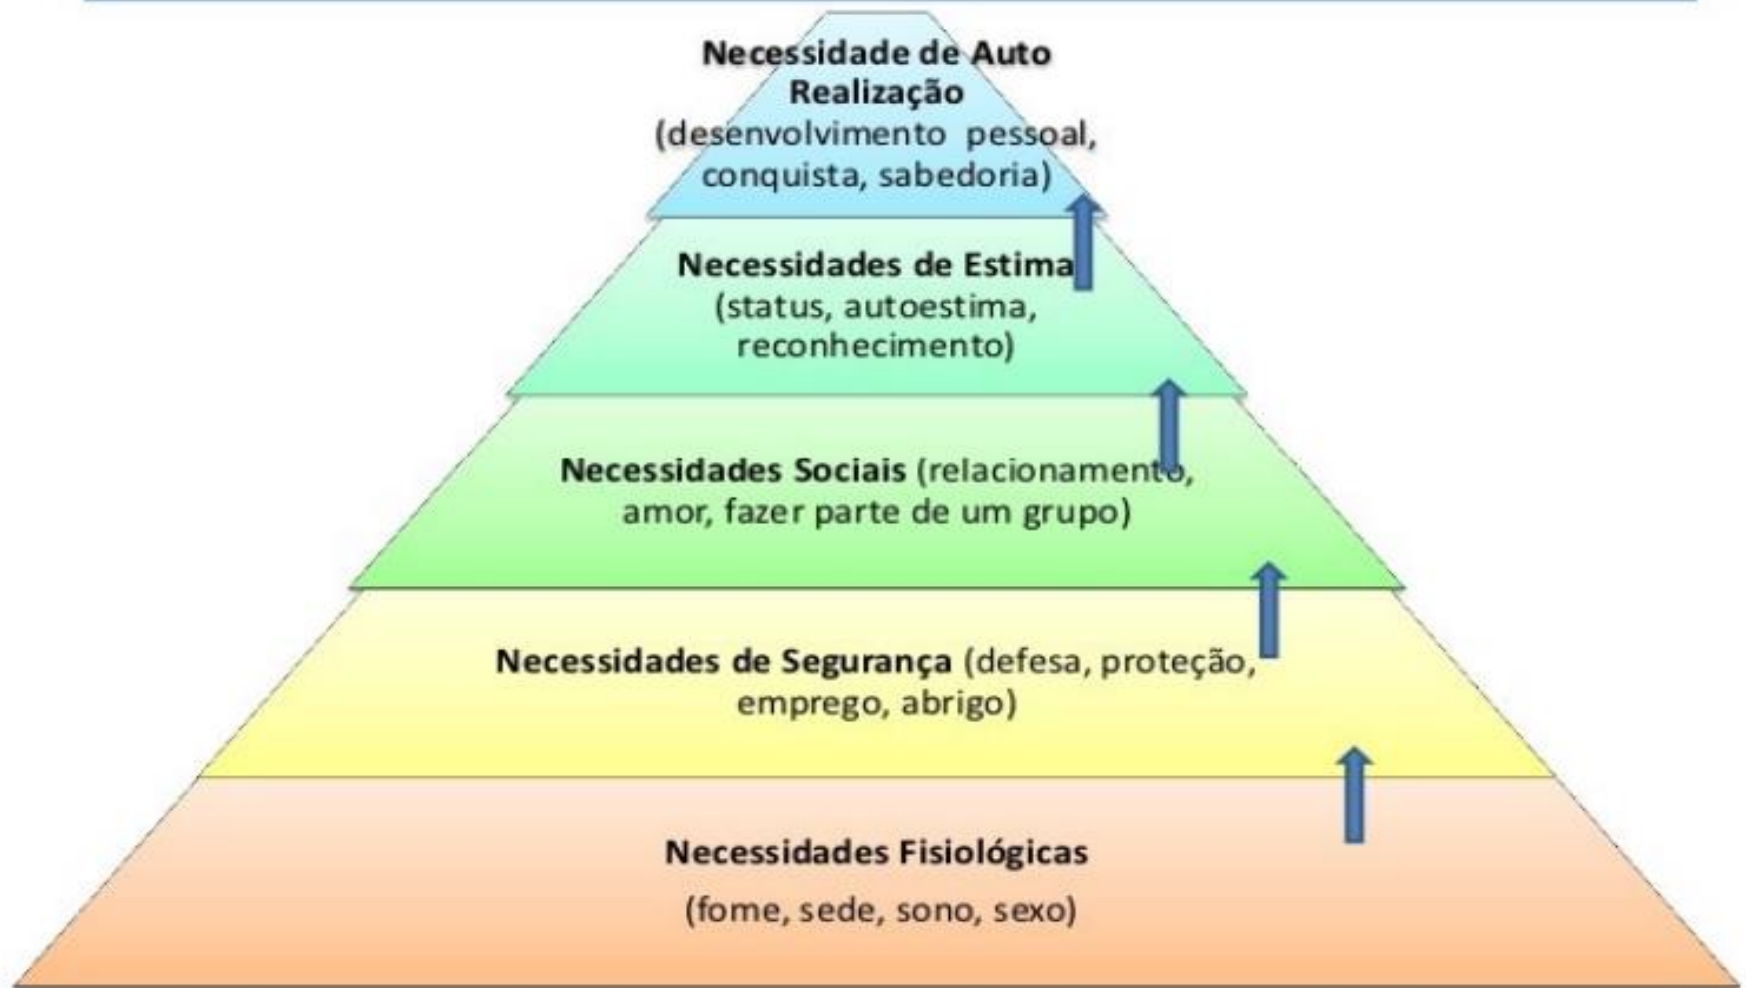 Necessidade de Auto
Realização
(desenvolvimento pessoal,
conquista, sabedoria)
Necessidades de Estima
(status, autoestima,
reconhecimento)
Necessidades Sociais (relacionamento,
amor, fazer parte de um grupo)
Necessidades de Segurança (defesa, proteção,
emprego, abrigo)
Necessidades Fisiológicas
(fome, sede, sono, sexo)